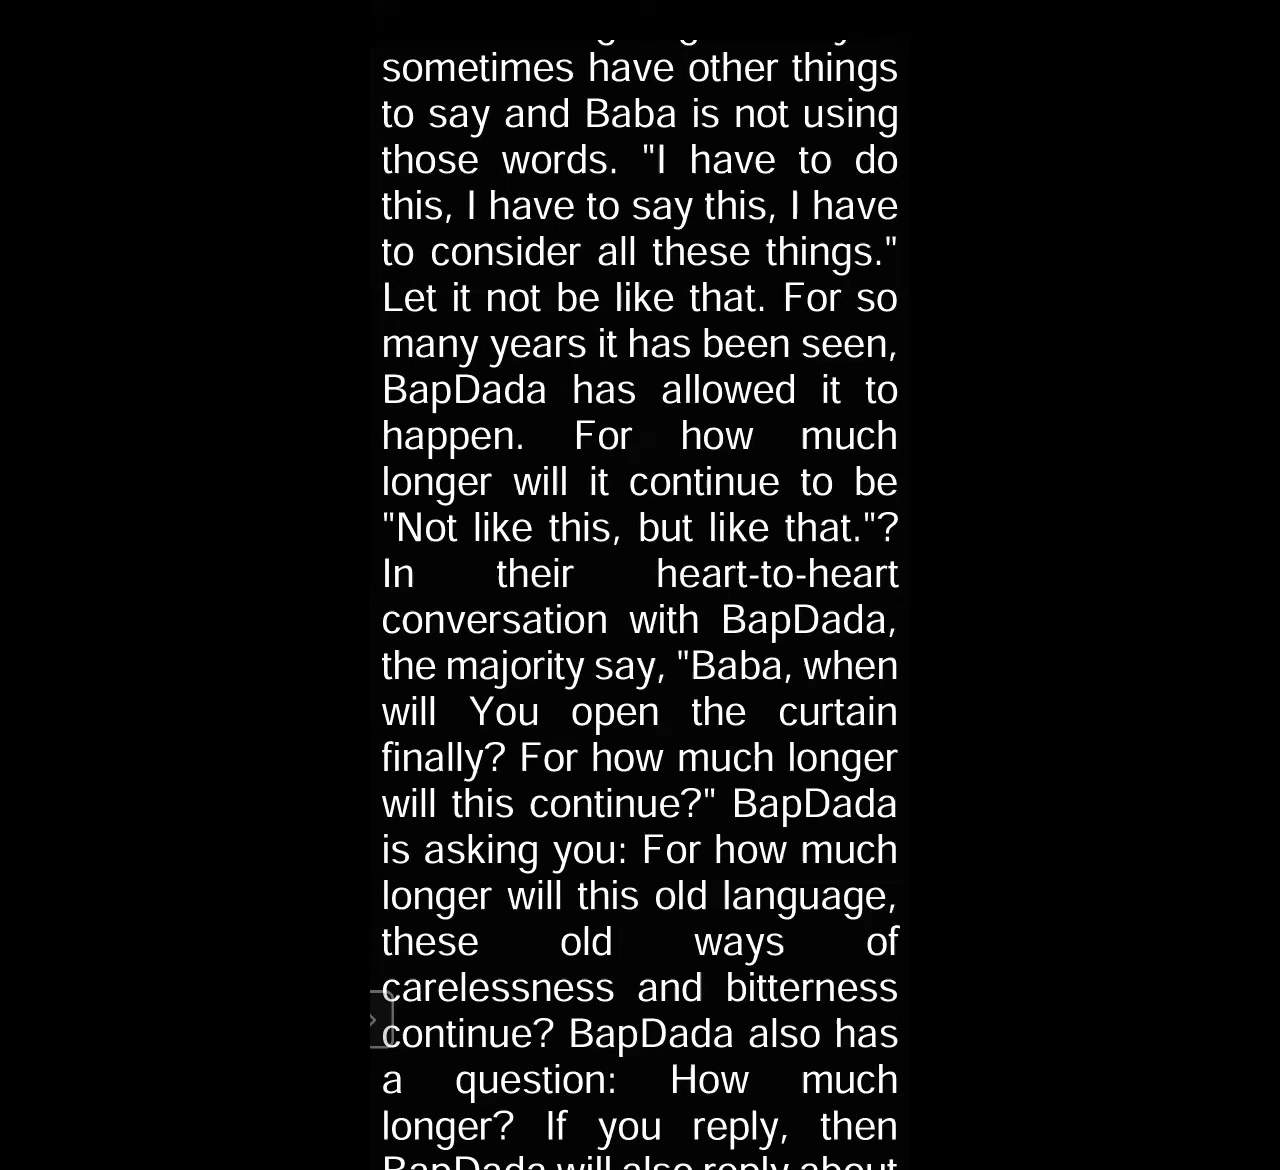 sometimes have other things
to say and Baba is not using
those words. "I have to do
this, I have to say this, I have
to consider all these things."
Let it not be like that. For so
many years it has been seen,
BapDada has allowed it to
happen. For how much
longer will it continue to be
"Not like this, but like that."?
In their heart-to-heart
conversation with BapDada,
the majority say, "Baba, when
will You open the curtain
finally? For how much longer
will this continue?" BapDada
is asking you: For how much
longer will this old language,
these old ways of
carelessness and bitterness
continue? BapDada also has
a question: How much
longer? If you reply, then
BapDada will also reply about